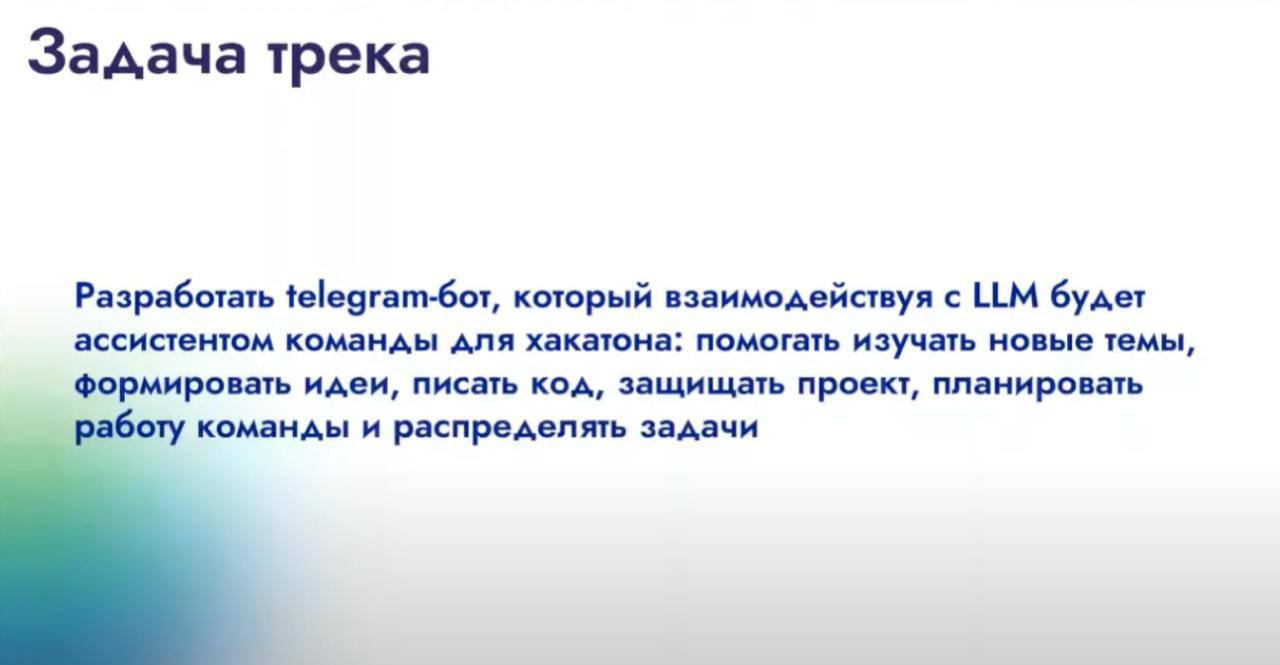 Задача трека
Разработать telegram-бот, который взаимодействуя с LLM будет
ассистентом команды для хакатона: помогать изучать новые темы,
формировать идеи, писать код, защищать проект, планировать
работу команды и распределять задачи